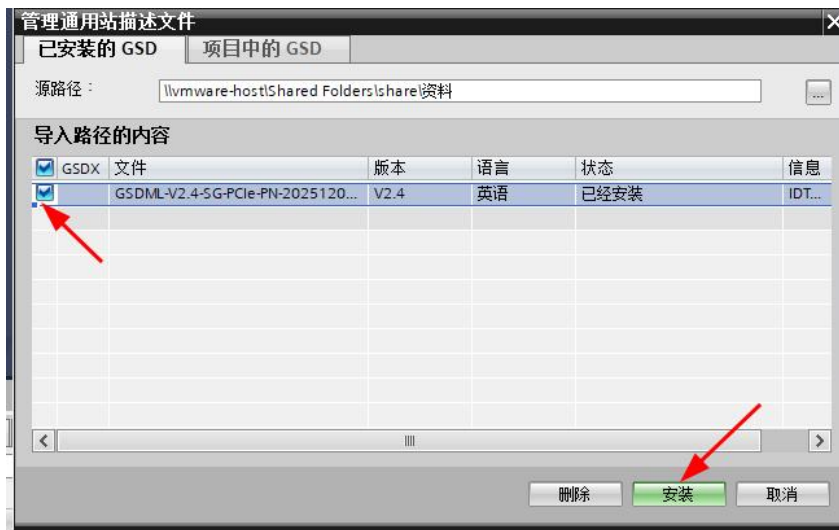 管理通用站描述文件
已安装的 GSD 项目中的 GSD
源路径： \\vmware-host\Shared Folders\share\资料 ...
导入路径的内容
GSDX 文件 版本 语言 状态 信息
GSDML-V2.4-SG-PCIe-PN-2025120... V2.4 英语 已经安装 IDT...
删除 安装 取消